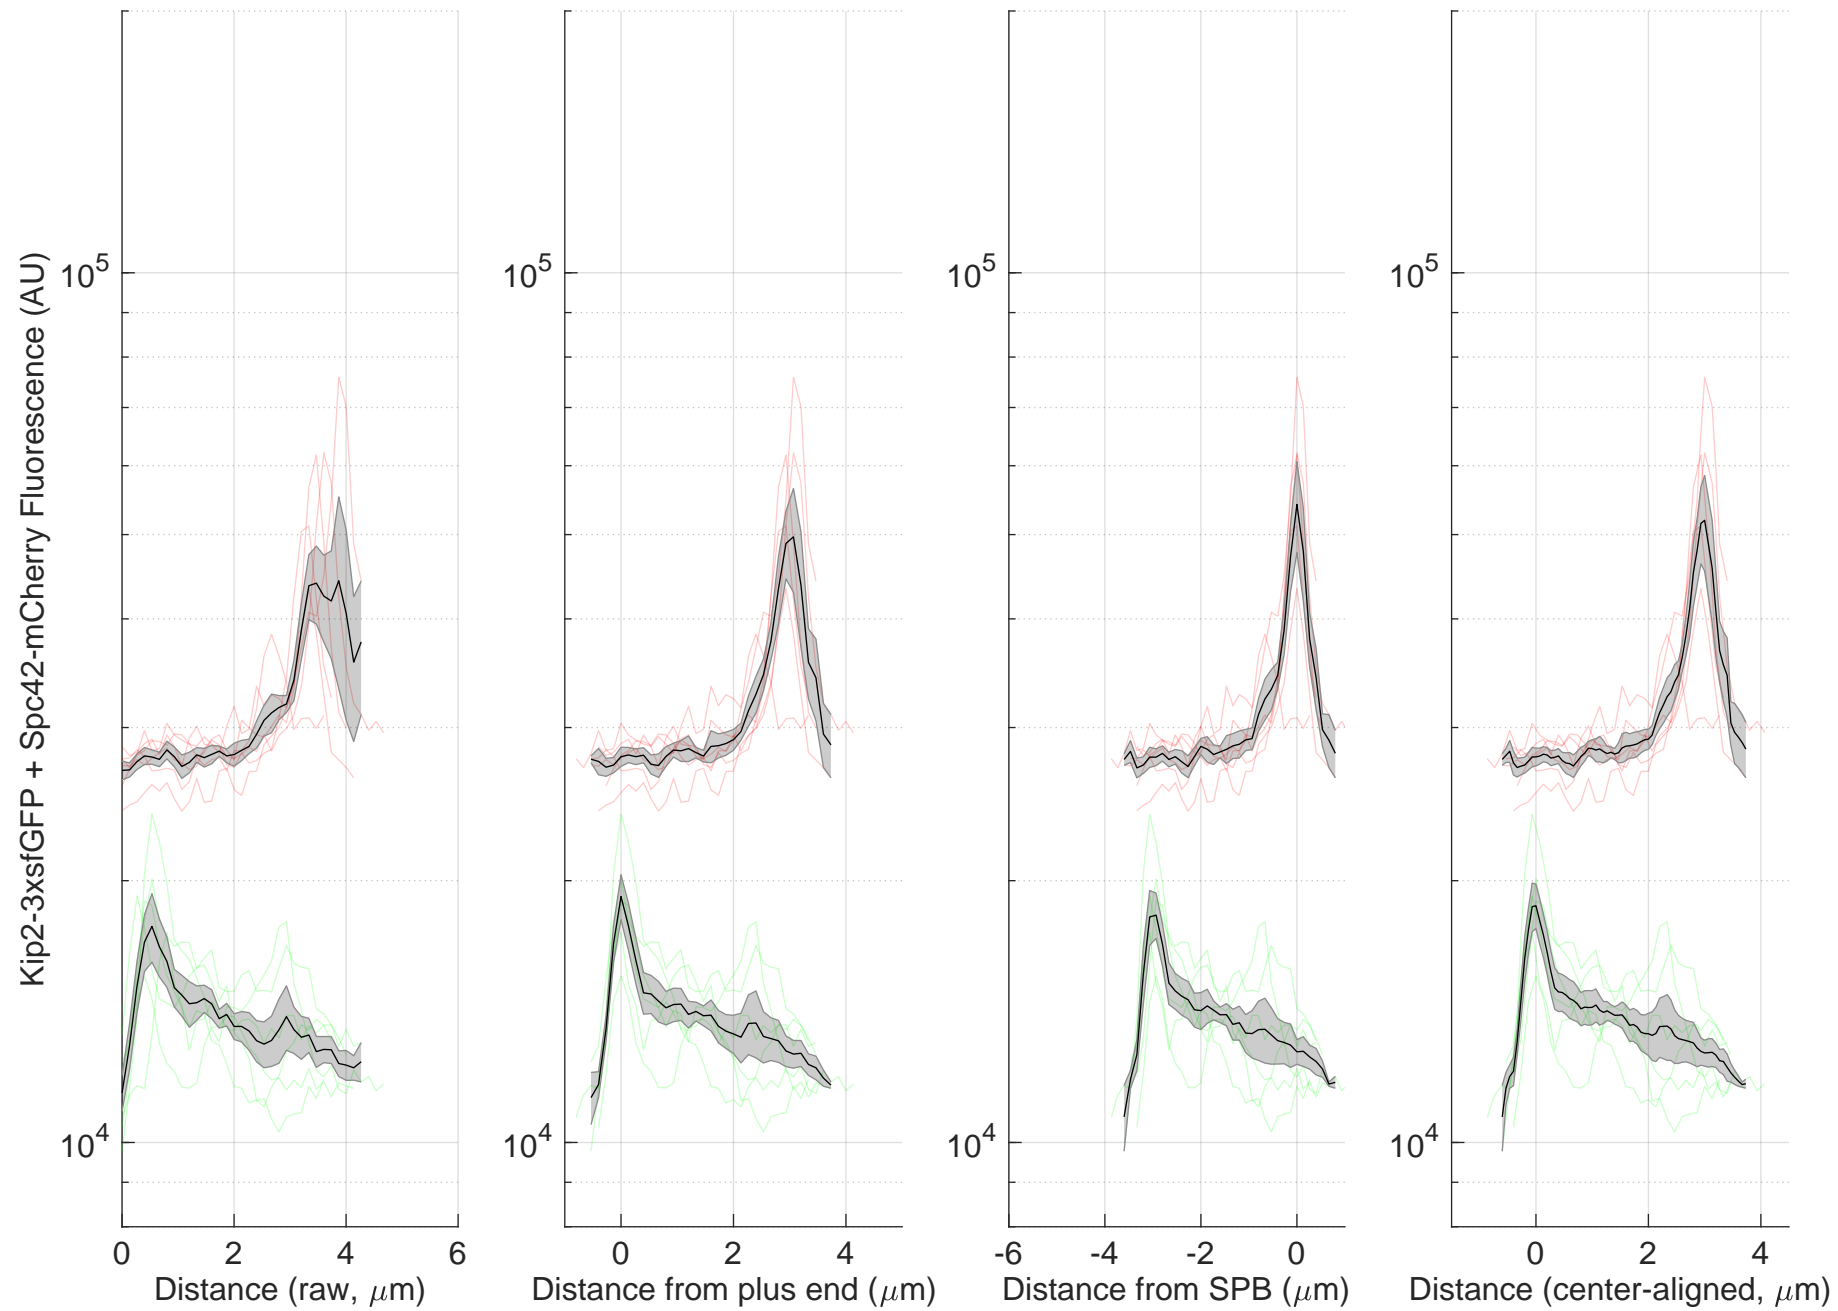 Kip2-3xsfGFP + Spc42-mCherry Fluorescence (AU)
10^5
10^4
0 2 4 6
Distance (raw, μm)
10^5
10^4
0 2 4
Distance from plus end (μm)
10^5
10^4
-6 -4 -2 0
Distance from SPB (μm)
10^5
10^4
0 2 4
Distance (center-aligned, μm)